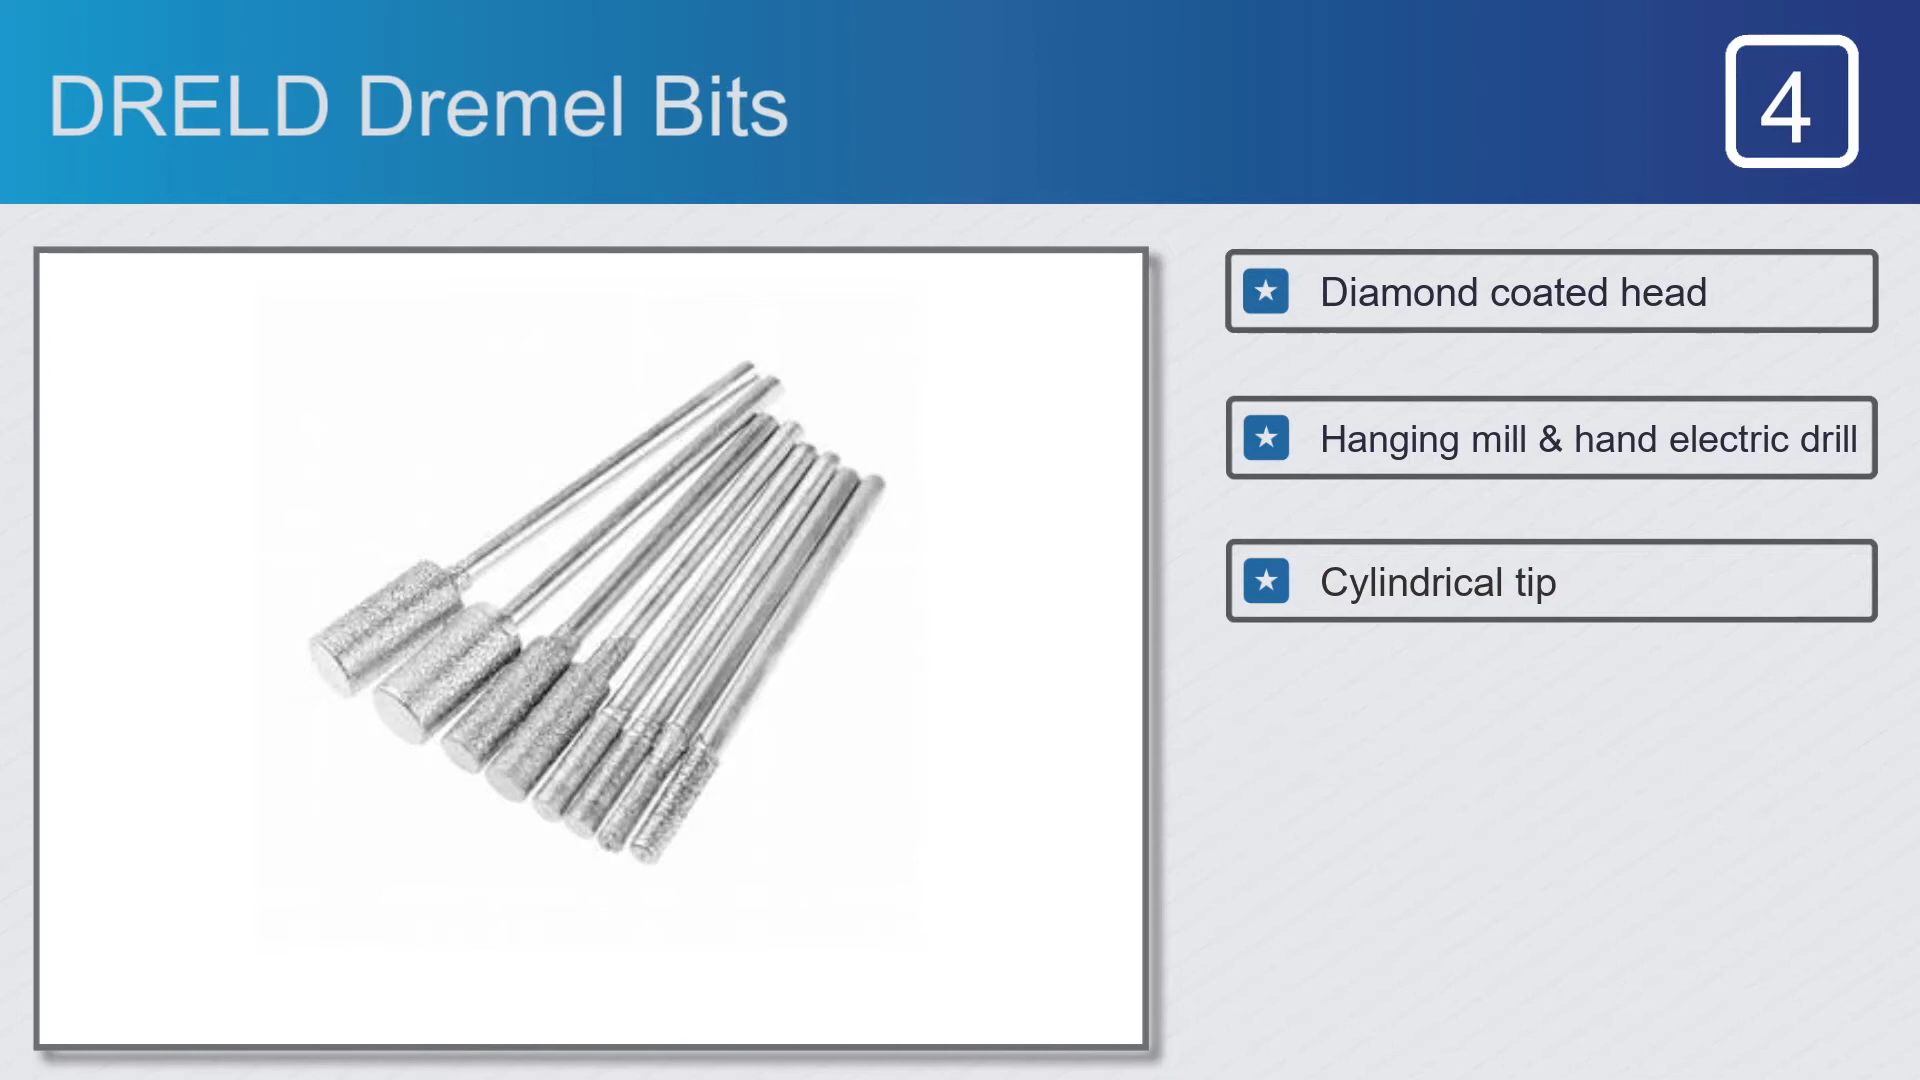 DRELD Dremel Bits
4
Diamond coated head
Hanging mill & hand electric drill
Cylindrical tip